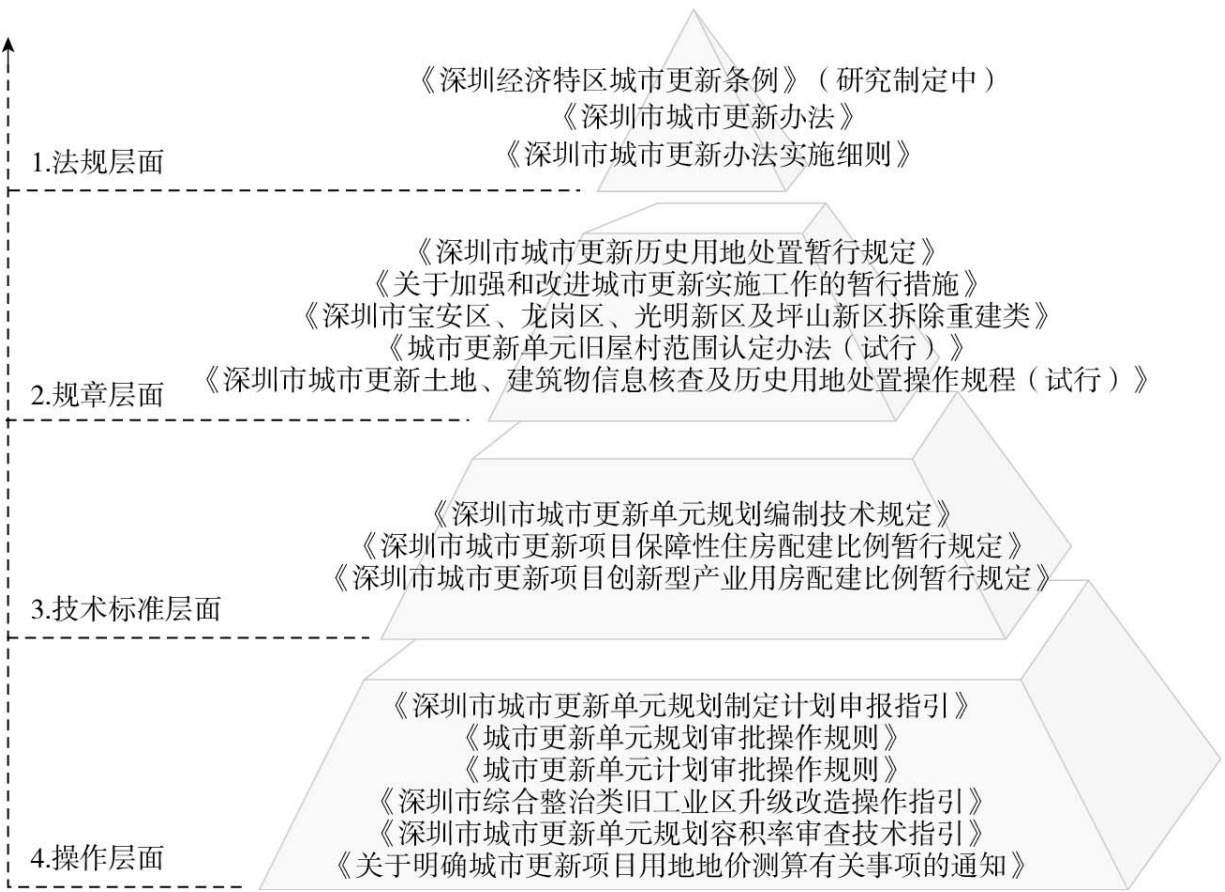 《深圳经济特区城市更新条例》（研究制定中）
《深圳市城市更新办法》
《深圳市城市更新办法实施细则》
1.法规层面
《深圳市城市更新历史用地处置暂行规定》
《关于加强和改进城市更新实施工作的暂行措施》
《深圳市宝安区、龙岗区、光明新区及坪山新区拆除重建类》
《城市更新单元旧屋村范围认定办法（试行）》
《深圳市城市更新土地、建筑物信息核查及历史用地处置操作规程（试行）》
2.规章层面
《深圳市城市更新单元规划编制技术规定》
《深圳市城市更新项目保障性住房配建比例暂行规定》
《深圳市城市更新项目创新型产业用房配建比例暂行规定》
3.技术标准层面
《深圳市城市更新单元规划制定计划申报指引》
《城市更新单元规划审批操作规则》
《城市更新单元计划审批操作规则》
《深圳市综合整治类旧工业区升级改造操作指引》
《深圳市城市更新单元规划容积率审查技术指引》
《关于明确城市更新项目用地地价测算有关事项的通知》
4.操作层面